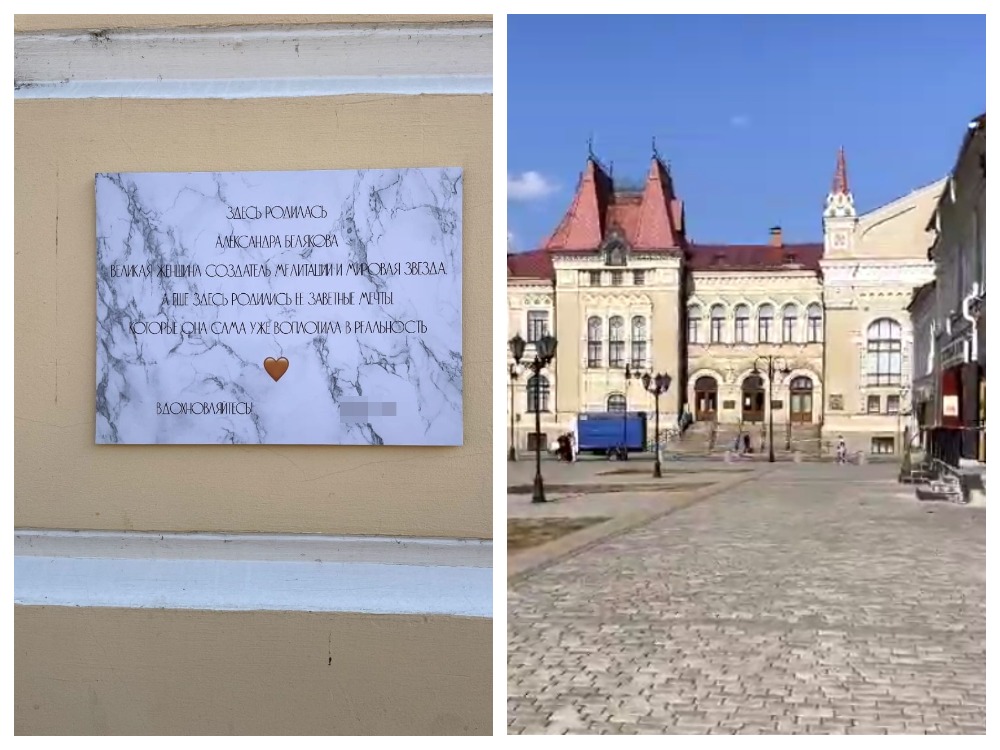 ЗДЕСЬ РОДИЛАСЬ
АЛЕКСАНДРА БЕЛЯКОВА
ВЕЛИКАЯ ЖЕНЩИНА СОЗДАТЕЛЬ МЕДИТАЦИИ И МИРОВАЯ ЗВЕЗДА.
А ЕЩЕ ЗДЕСЬ РОДИЛИСЬ ЕЕ ЗАВЕТНЫЕ МЕЧТЫ,
КОТОРЫЕ ОНА САМА УЖЕ ВОПЛОТИЛА В РЕАЛЬНОСТЬ
ВДОХНОВЛЯЙТЕСЬ!